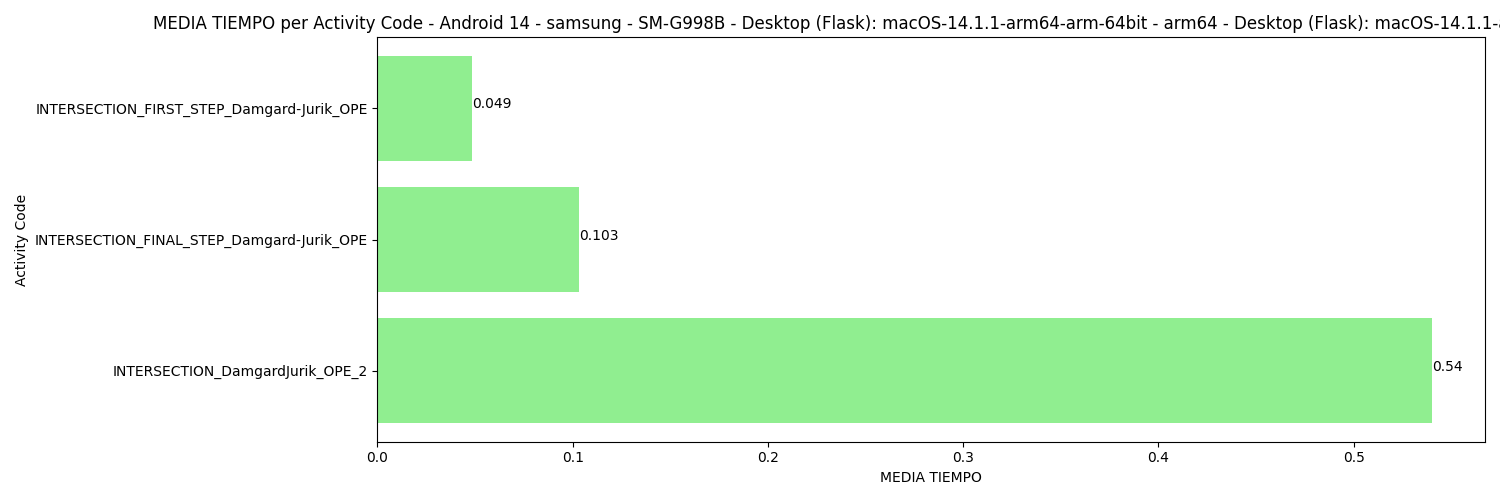 MEDIA TIEMPO per Activity Code - Android 14 - samsung - SM-G998B - Desktop (Flask): macOS-14.1.1-arm64-arm-64bit - arm64 - Desktop (Flask): macOS-14.1.1-
INTERSECTION_FIRST_STEP_Damgard-Jurik_OPE
0.049
INTERSECTION_FINAL_STEP_Damgard-Jurik_OPE
0.103
INTERSECTION_DamgardJurik_OPE_2
0.54
Activity Code
0.0 0.1 0.2 0.3 0.4 0.5
MEDIA TIEMPO